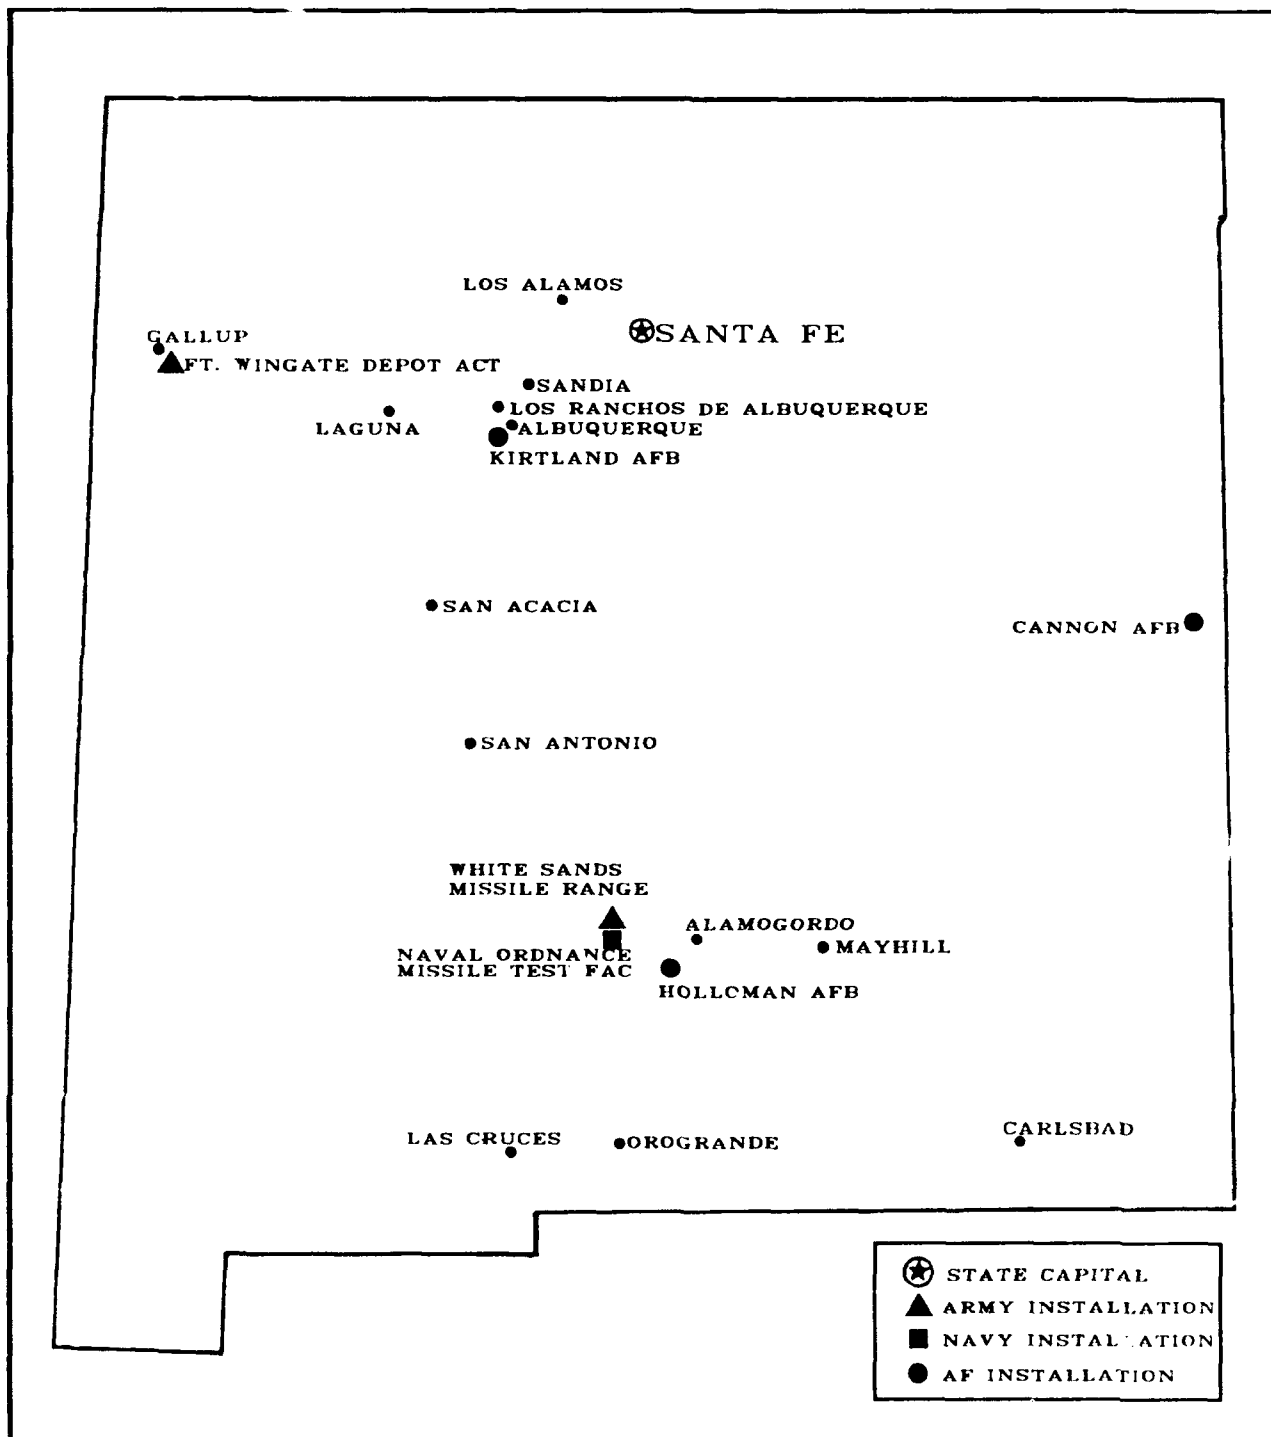 LOS ALAMOS
SANTA FE
GALLUP
FT. WINGATE DEPOT ACT
SANDIA
LOS RANCHOS DE ALBUQUERQUE
LAGUNA
ALBUQUERQUE
KIRTLAND AFB
SAN ACACIA
CANNON AFB
SAN ANTONIO
WHITE SANDS
MISSILE RANGE
ALAMOGORDO
MAYHILL
NAVAL ORDNANCE
MISSILE TEST FAC
HOLLOMAN AFB
LAS CRUCES
OROGRANDE
CARLSBAD
STATE CAPITAL
ARMY INSTALLATION
NAVY INSTALLATION
AF INSTALLATION